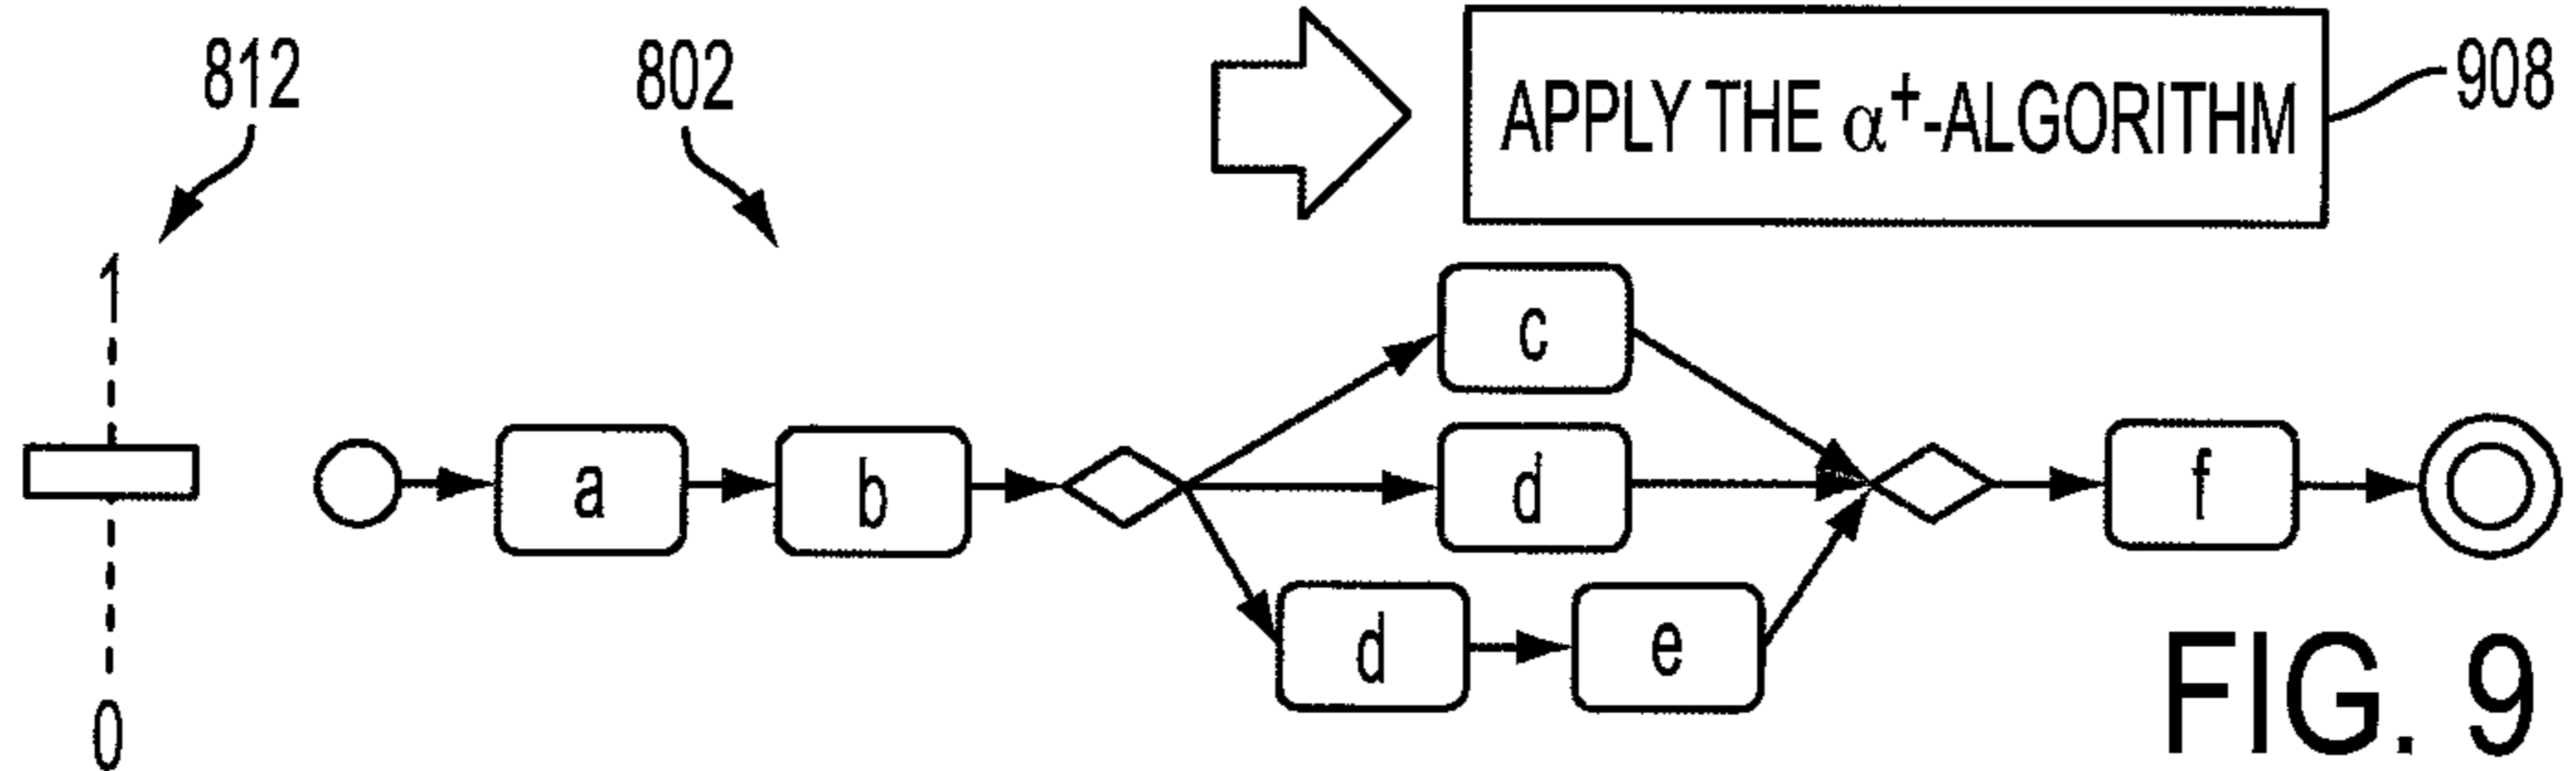 812
802
APPLY THE α⁺-ALGORITHM
908
1
c
a
b
d
f
d
e
0
FIG. 9